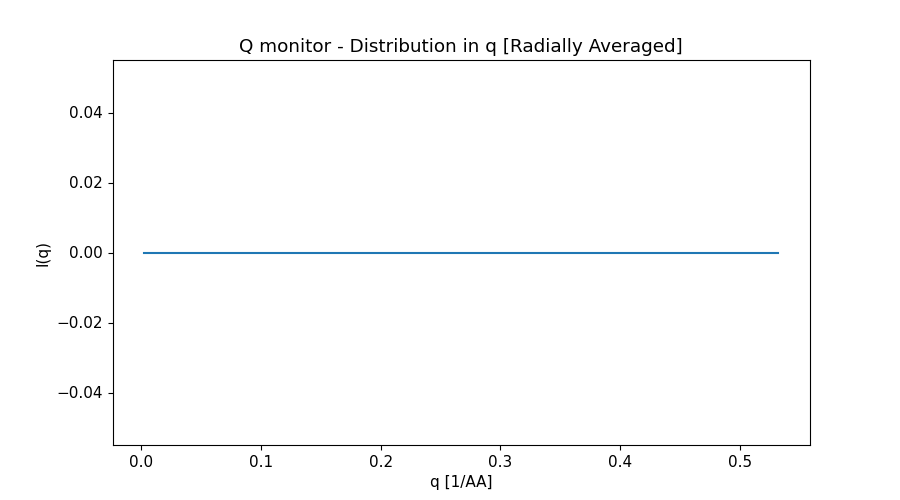 Q monitor - Distribution in q [Radially Averaged]
0.04
0.02
0.00
−0.02
−0.04
I(q)
0.0 0.1 0.2 0.3 0.4 0.5
q [1/AA]